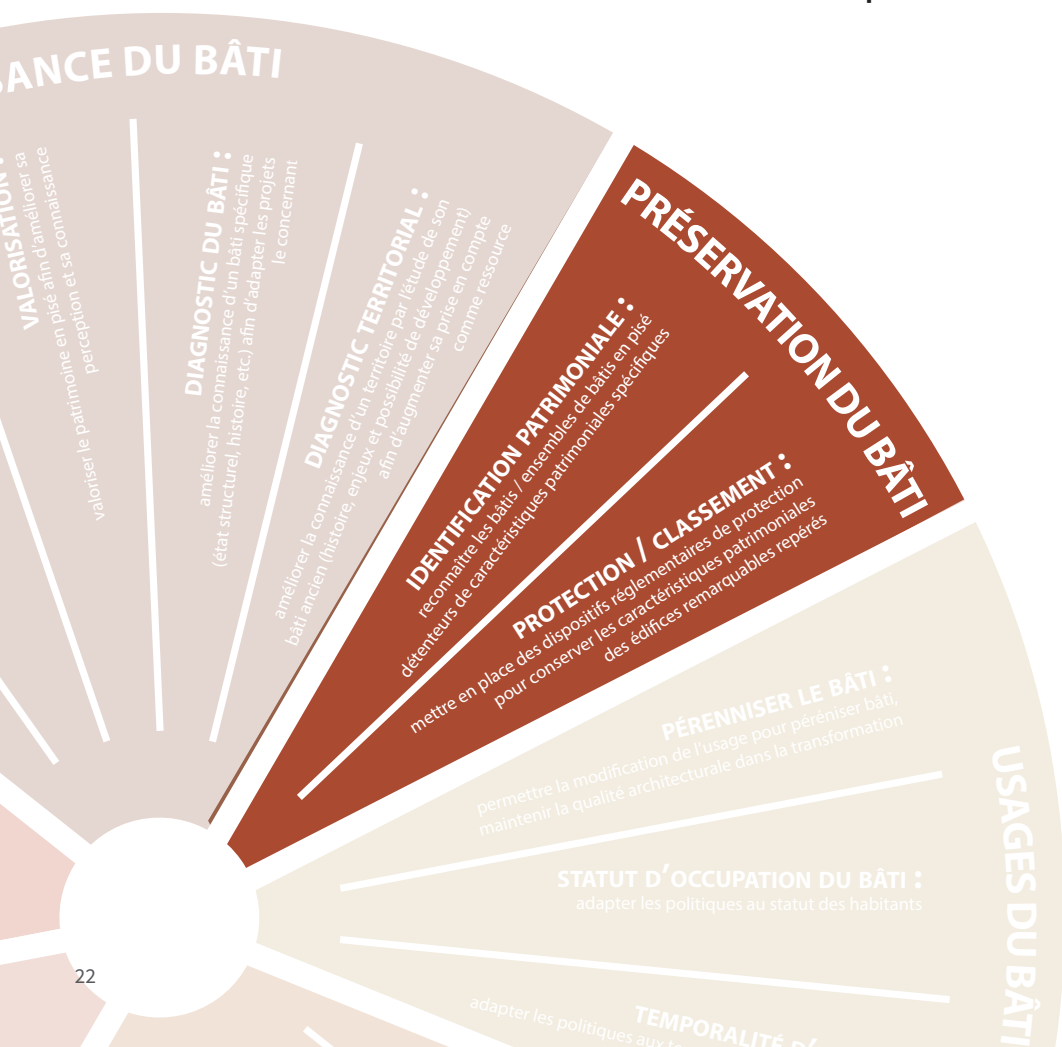 SANCE DU BÂTI
VALORISATION :
valoriser le patrimoine en pisé afin d'améliorer sa
perception et sa connaissance
DIAGNOSTIC DU BÂTI :
améliorer la connaissance d'un bâti spécifique
(état structurel, histoire, etc.) afin d'adapter les projets
le concernant
DIAGNOSTIC TERRITORIAL :
améliorer la connaissance d'un territoire par l'étude de son
bâti ancien (histoire, enjeux et possibilité de développement)
afin d'augmenter sa prise en compte
comme ressource
PRÉSERVATION DU BÂTI
IDENTIFICATION PATRIMONIALE :
reconnaître les bâtis / ensembles de bâtis en pisé
détenteurs de caractéristiques patrimoniales spécifiques
PROTECTION / CLASSEMENT :
mettre en place des dispositifs réglementaires de protection
pour conserver les caractéristiques patrimoniales
des édifices remarquables repérés
USAGES DU BÂTI
PÉRENNISER LE BÂTI :
permettre la modification de l'usage pour péréniser bâti,
maintenir la qualité architecturale dans la transformation
STATUT D'OCCUPATION DU BÂTI :
adapter les politiques au statut des habitants
TEMPORALITÉ D'
adapter les politiques aux
22